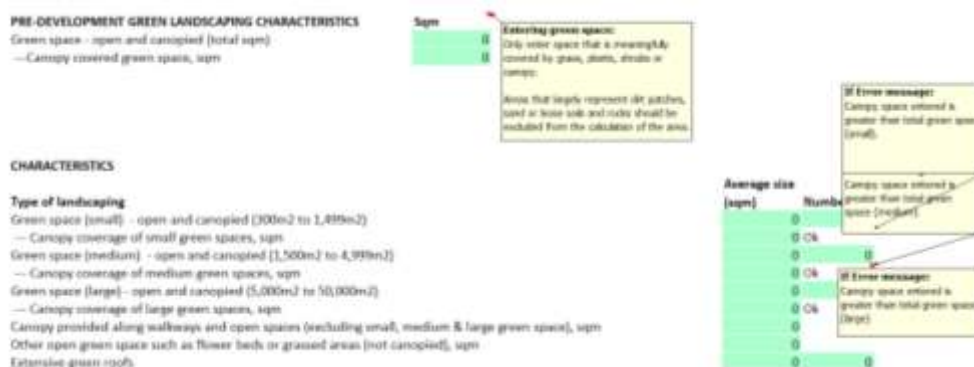 PRE-DEVELOPMENT GREEN LANDSCAPING CHARACTERISTICS Sqm
Green space - open and canopied (total sqm) 0
---Canopy covered green space, sqm 0
Entering green space:
Only enter space that is meaningfully
covered by grass, plants, shrubs or
canopy.
Areas that largely represent dirt patches,
sand or loose soils and rocks should be
excluded from the calculation of the area.
If Error message:
Canopy space entered is
greater than total green space
(small).
CHARACTERISTICS
Average size
Canopy space entered is
greater than total green
space (medium).
Type of landscaping (sqm) Numbe
Green space (small) - open and canopied (300m2 to 1,499m2) 0
--- Canopy coverage of small green spaces, sqm 0 Ok
Green space (medium) - open and canopied (1,500m2 to 4,999m2) 0 0
--- Canopy coverage of medium green spaces, sqm 0 Ok
Green space (large) - open and canopied (5,000m2 to 50,000m2) 0
--- Canopy coverage of large green spaces, sqm 0 Ok
If Error message:
Canopy space entered is
greater than total green space
(large)
Canopy provided along walkways and open spaces (excluding small, medium & large green space), sqm 0
Other open green space such as flower beds or grassed areas (not canopied), sqm 0
Extensive green roofs 0 0